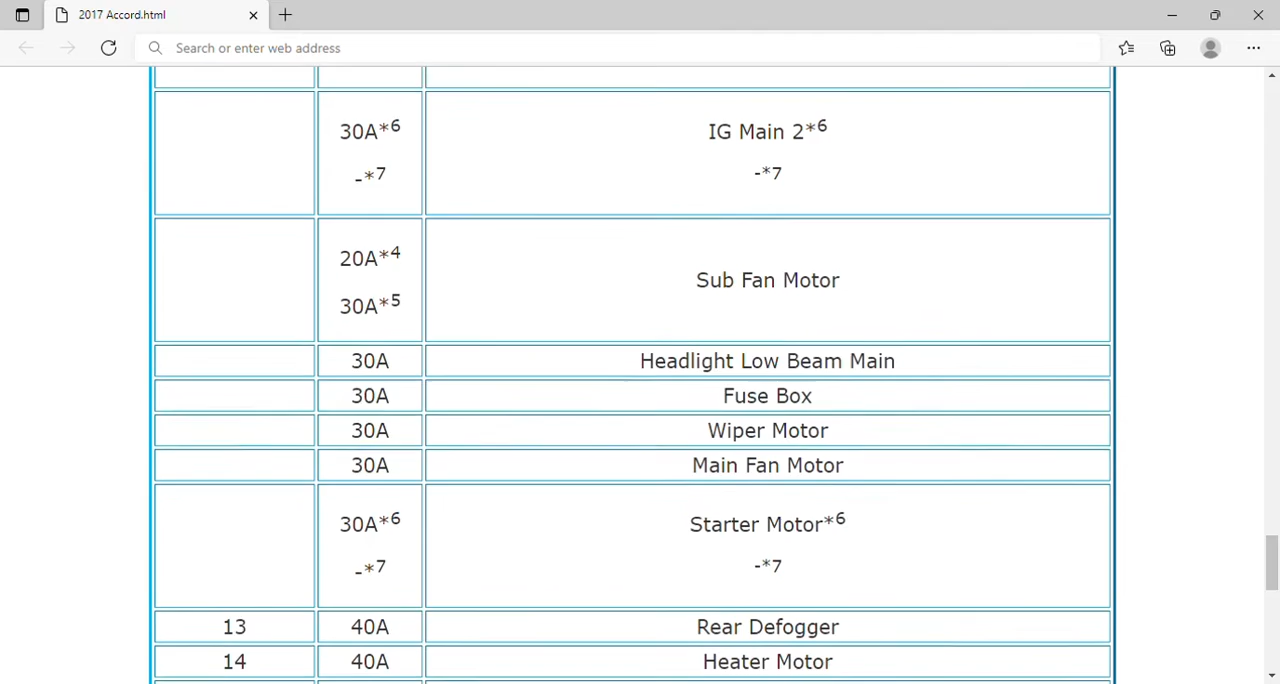 2017 Accord.html
Search or enter web address
30A*6
IG Main 2*6
-*7
-*7
20A*4
30A*5
Sub Fan Motor
30A
Headlight Low Beam Main
30A
Fuse Box
30A
Wiper Motor
30A
Main Fan Motor
30A*6
Starter Motor*6
-*7
-*7
13
40A
Rear Defogger
14
40A
Heater Motor